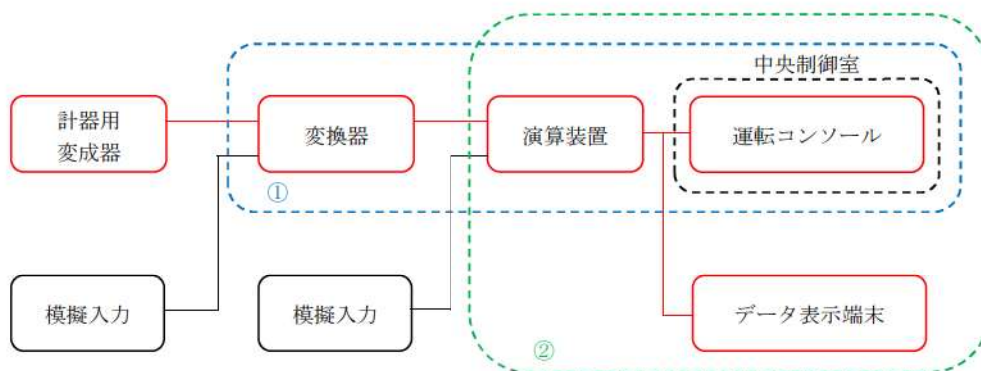 中央制御室
計器用
変成器
変換器
演算装置
運転コンソール
①
模擬入力
模擬入力
データ表示端末
②